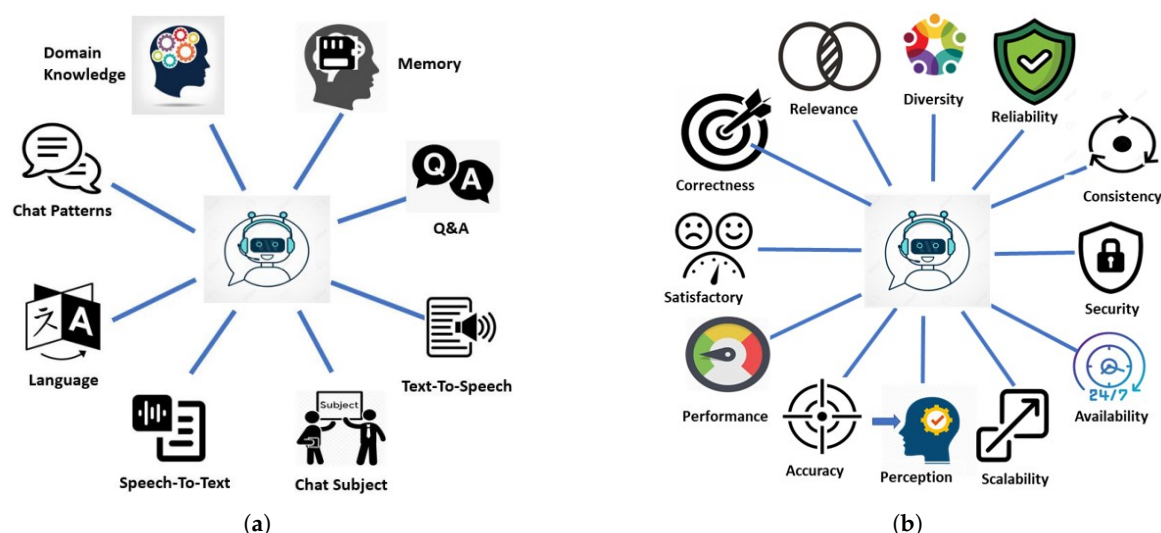 Domain
Knowledge
Memory
Chat Patterns
Q A
Q&A
Language
A
Text-To-Speech
Speech-To-Text
Subject
Chat Subject
(a)
Relevance
Diversity
Reliability
Correctness
Consistency
Satisfactory
Security
Performance
24/7
Availability
Accuracy
Perception
Scalability
(b)